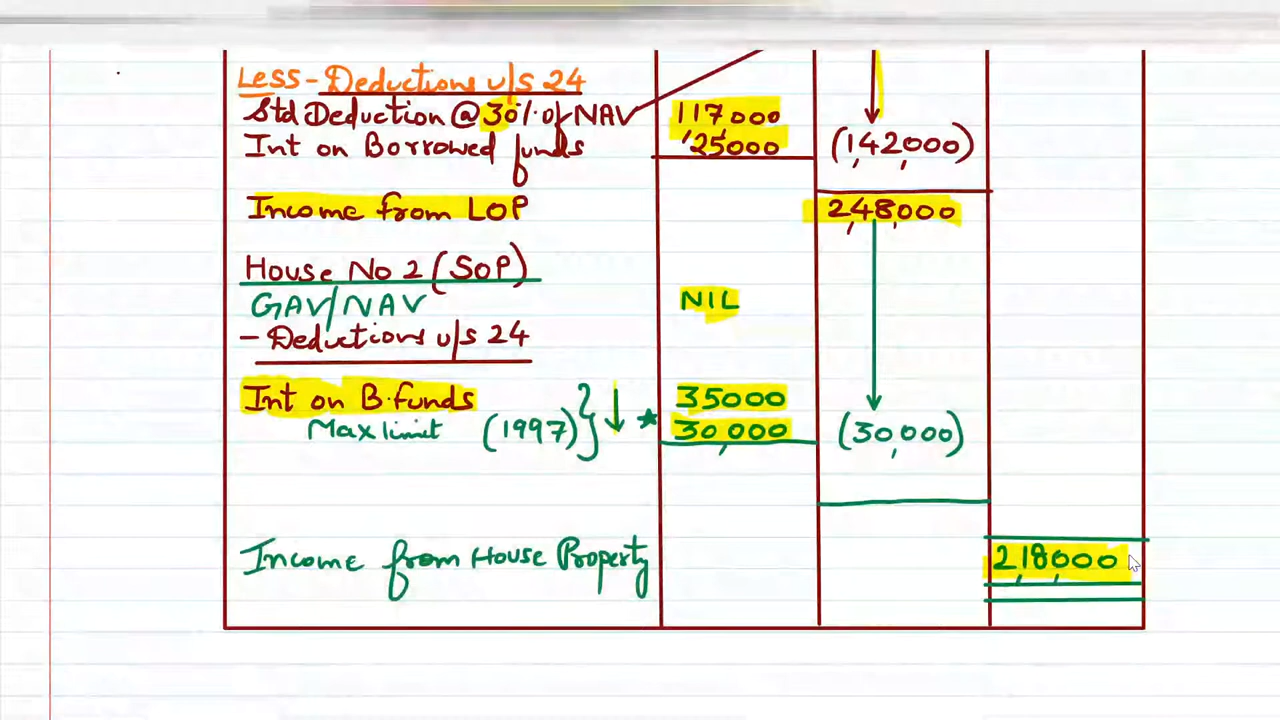 Less - Deductions u/s 24
Std Deduction @ 30% of NAV 117000
Int on Borrowed funds 25000 (142000)
Income from LOP 248000
House No 2 (SOP)
GAV/NAV NIL
- Deductions u/s 24
Int on B.funds 35000
Max limit (1997) 30,000 (30,000)
Income from House Property 218000